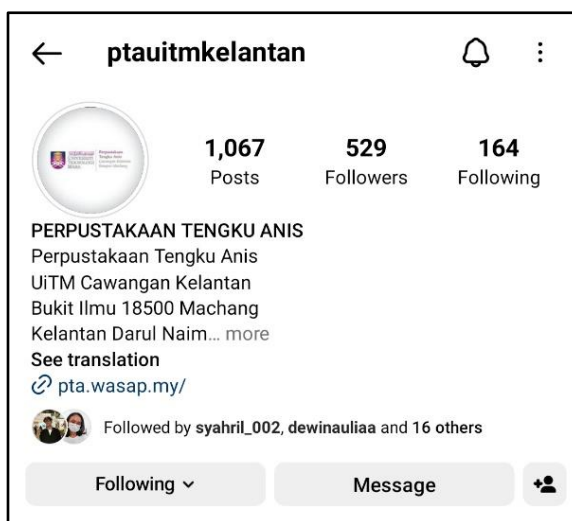 ptauitmkelantan
1,067 529 164
Posts Followers Following
PERPUSTAKAAN TENGKU ANIS
Perpustakaan Tengku Anis
UiTM Cawangan Kelantan
Bukit Ilmu 18500 Machang
Kelantan Darul Naim... more
See translation
pta.wasap.my/
Followed by syahril_002, dewinauliaa and 16 others
Following Message